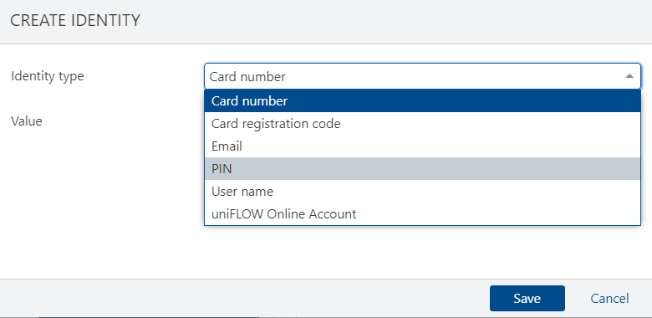 CREATE IDENTITY
Identity type
Card number
Card number
Card registration code
Value
Email
PIN
User name
uniFLOW Online Account
Save
Cancel